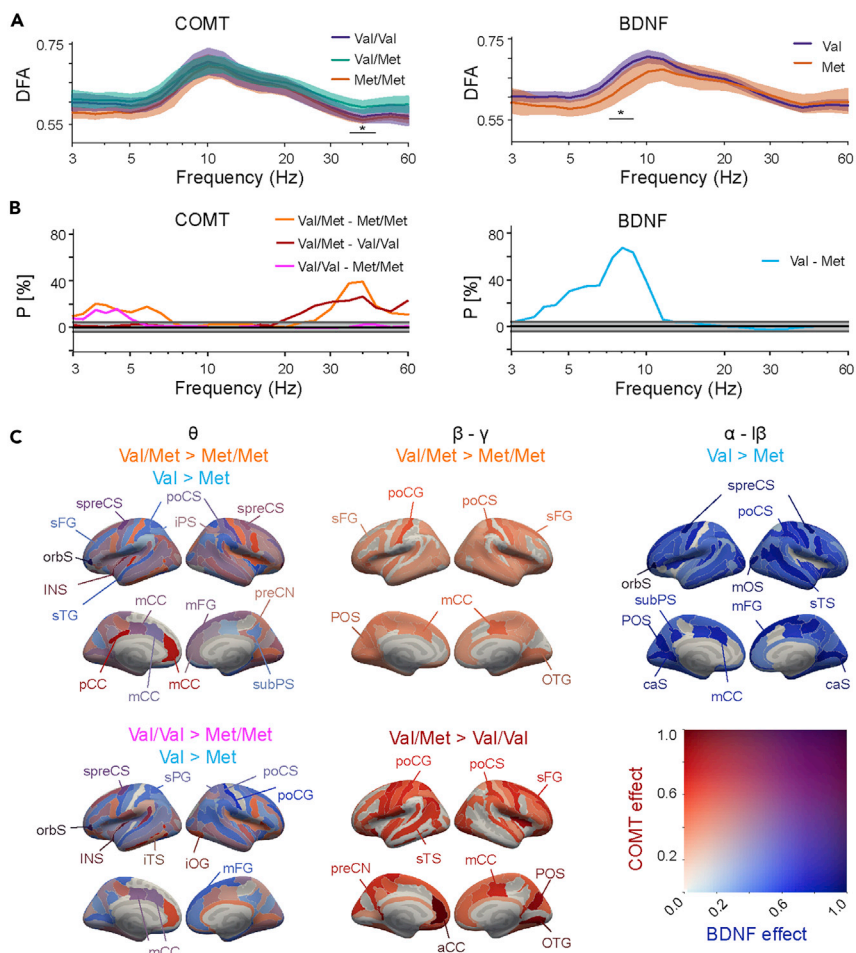 A
COMT
BDNF
DFA
0.75
0.55
Val/Val
Val/Met
Met/Met
*
3 5 10 20 30 60
Frequency (Hz)
DFA
0.75
0.55
Val
Met
*
3 5 10 20 30 60
Frequency (Hz)
B
COMT
BDNF
P [%]
80
40
0
Val/Met - Met/Met
Val/Met - Val/Val
Val/Val - Met/Met
3 5 10 20 30 60
Frequency (Hz)
P [%]
80
40
0
Val - Met
3 5 10 20 30 60
Frequency (Hz)
C
θ
Val/Met > Met/Met
Val > Met
spreCS
poCS
iPS
spreCS
sFG
orbS
INS
sTG
mCC
mFG
preCN
pCC
mCC
mCC
subPS
β - γ
Val/Met > Met/Met
poCG
poCS
sFG
sFG
POS
mCC
OTG
α - lβ
Val > Met
spreCS
poCS
orbS
mOS
sTS
subPS
mFG
POS
caS
mCC
caS
Val/Val > Met/Met
Val > Met
spreCS
sPG
poCS
poCG
orbS
INS
iTS
iOG
mFG
mCC
Val/Met > Val/Val
poCG
poCS
sFG
sTS
preCN
mCC
POS
aCC
OTG
COMT effect
1.0
0.8
0.6
0.4
0.2
0.0 0.2 0.4 0.6 0.8 1.0
BDNF effect